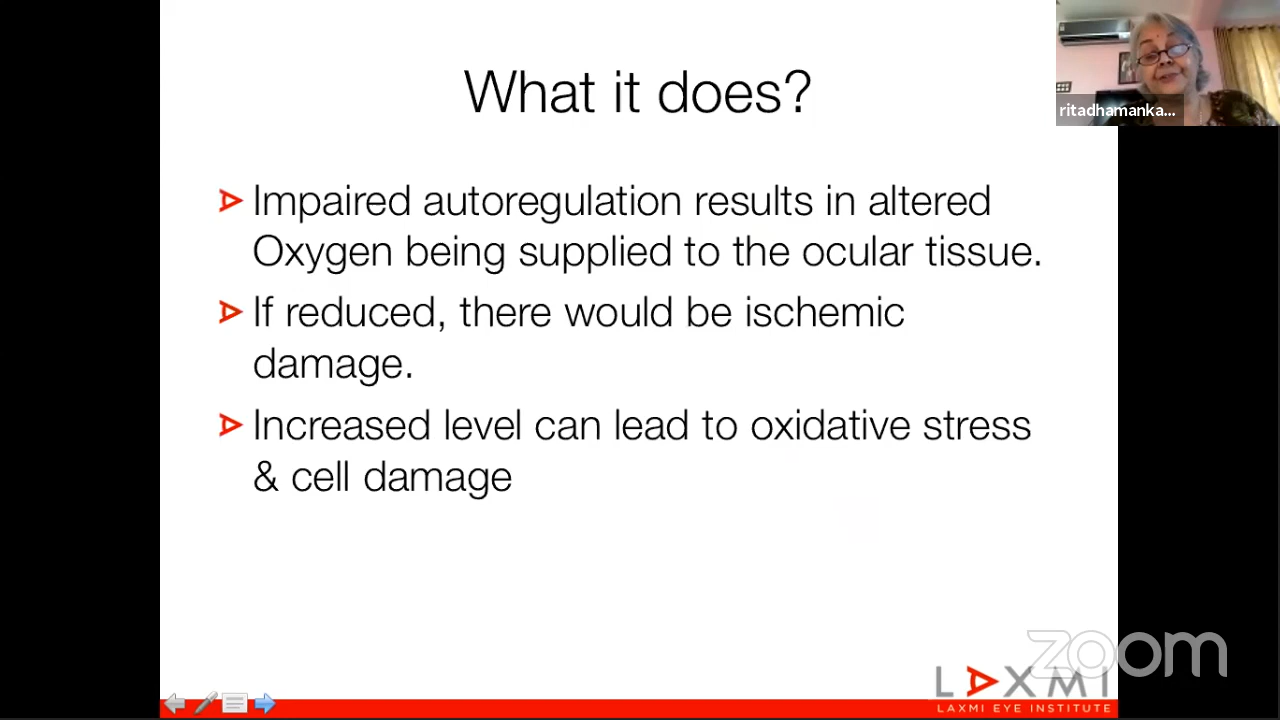 What it does?
ritadhamanka...
Impaired autoregulation results in altered
Oxygen being supplied to the ocular tissue.
If reduced, there would be ischemic
damage.
Increased level can lead to oxidative stress
& cell damage
zoom
LAXMI
LAXMI EYE INSTITUTE